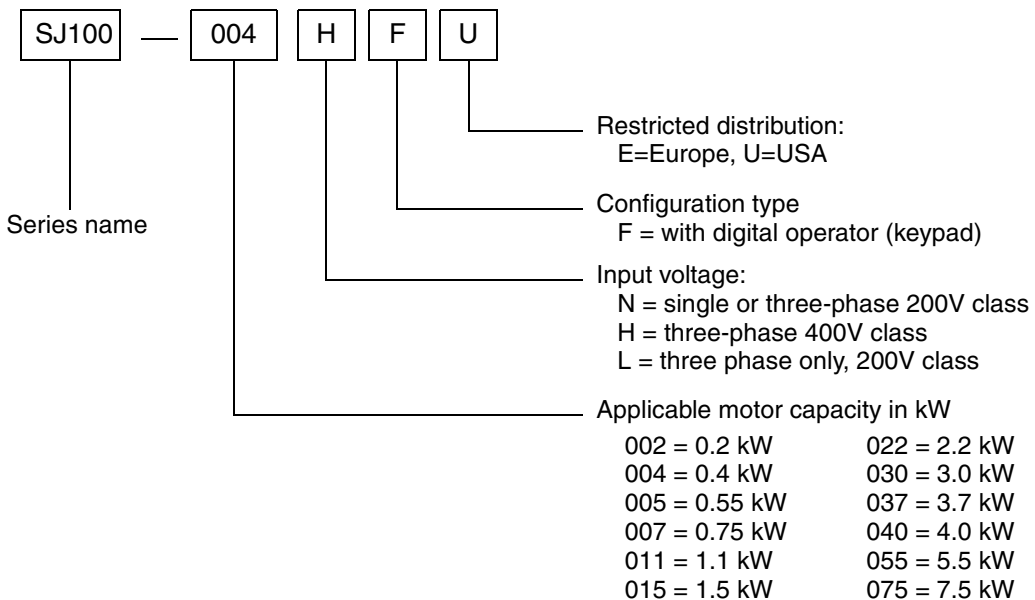 SJ100 — 004 H F U
Restricted distribution:
E=Europe, U=USA
Configuration type
F = with digital operator (keypad)
Series name
Input voltage:
N = single or three-phase 200V class
H = three-phase 400V class
L = three phase only, 200V class
Applicable motor capacity in kW
002 = 0.2 kW 022 = 2.2 kW
004 = 0.4 kW 030 = 3.0 kW
005 = 0.55 kW 037 = 3.7 kW
007 = 0.75 kW 040 = 4.0 kW
011 = 1.1 kW 055 = 5.5 kW
015 = 1.5 kW 075 = 7.5 kW